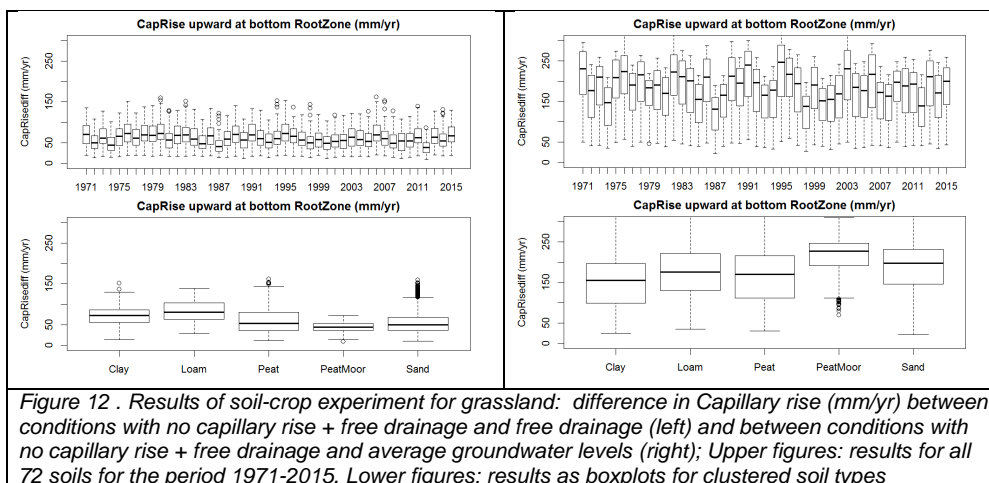 CapRise upward at bottom RootZone (mm/yr)
CapRisediff (mm/yr)
250
150
50
0
1971 1975 1979 1983 1987 1991 1995 1999 2003 2007 2011 2015
CapRise upward at bottom RootZone (mm/yr)
CapRisediff (mm/yr)
250
150
50
0
Clay Loam Peat PeatMoor Sand
CapRise upward at bottom RootZone (mm/yr)
CapRisediff (mm/yr)
250
150
50
0
1971 1975 1979 1983 1987 1991 1995 1999 2003 2007 2011 2015
CapRise upward at bottom RootZone (mm/yr)
CapRisediff (mm/yr)
250
150
50
0
Clay Loam Peat PeatMoor Sand
Figure 12 . Results of soil-crop experiment for grassland: difference in Capillary rise (mm/yr) between
conditions with no capillary rise + free drainage and free drainage (left) and between conditions with
no capillary rise + free drainage and average groundwater levels (right); Upper figures: results for all
72 soils for the period 1971-2015. Lower figures: results as boxplots for clustered soil types